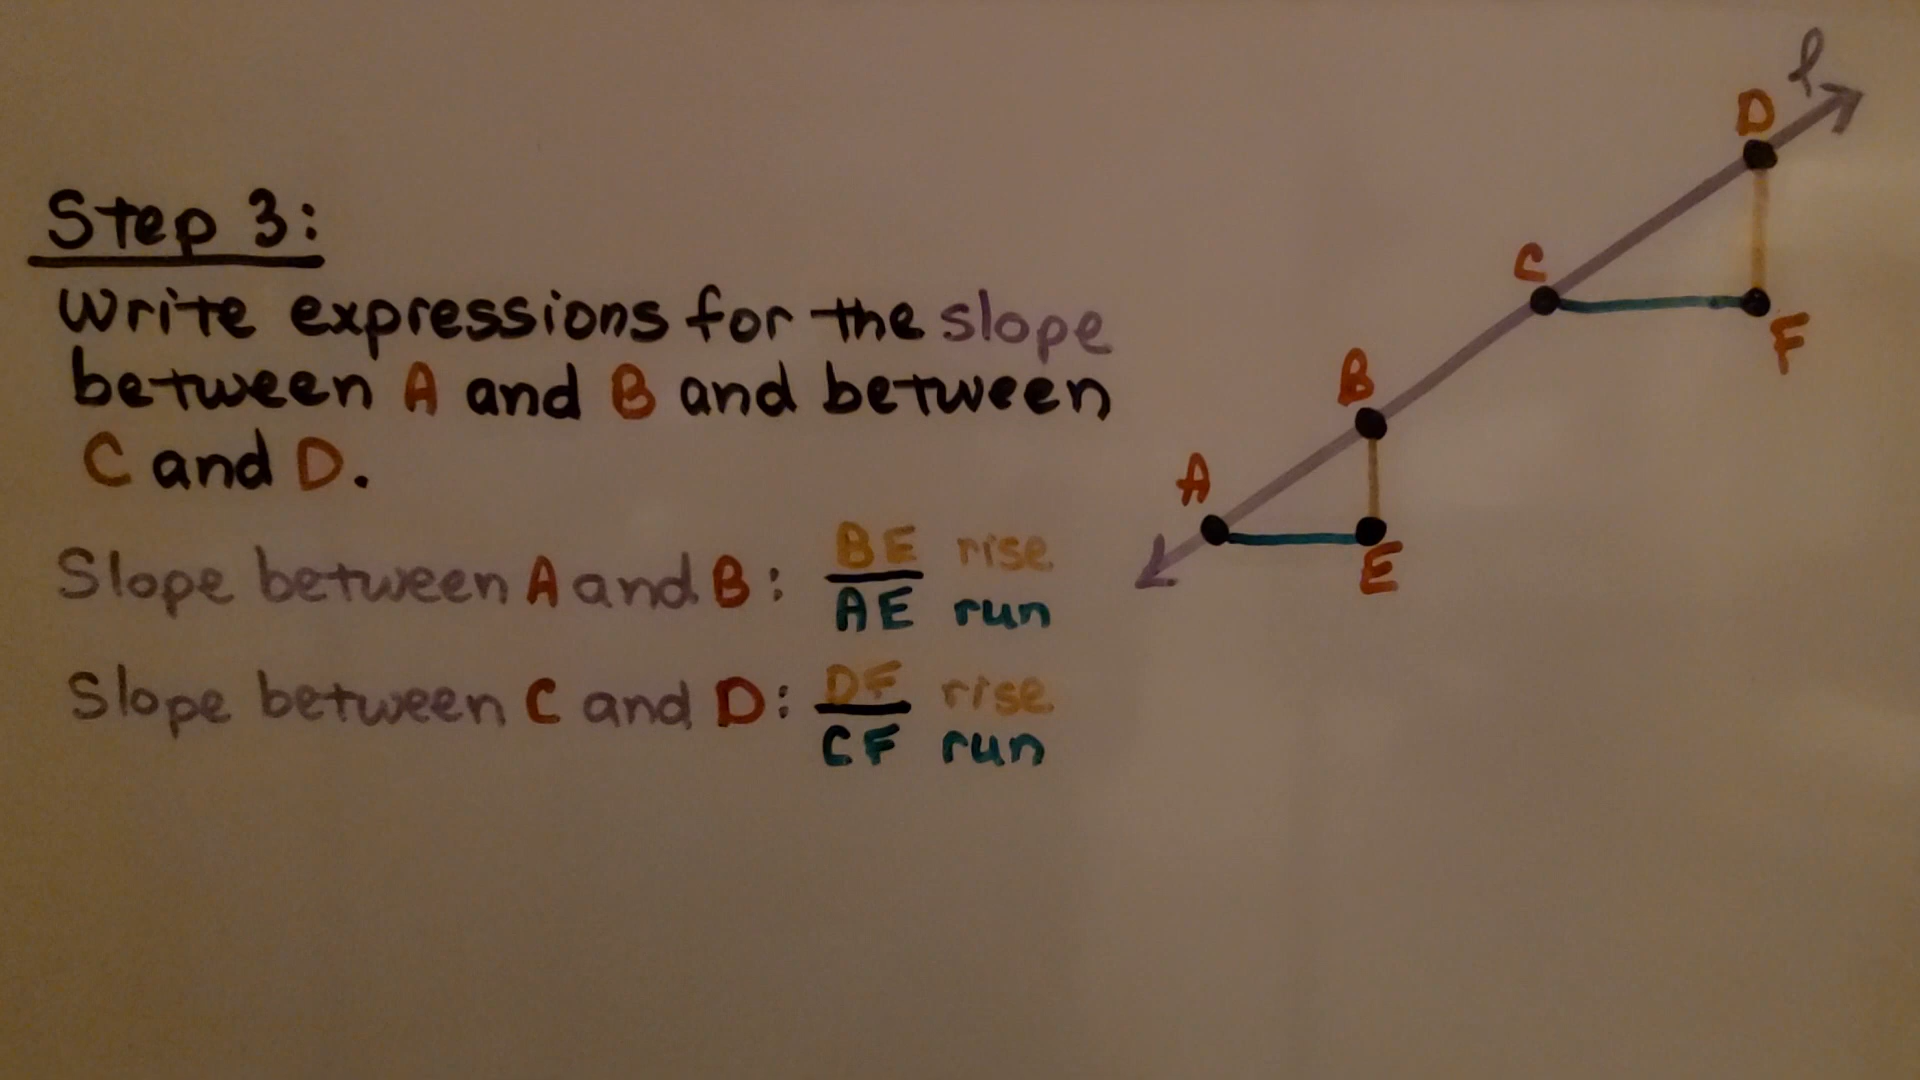 Step 3:
Write expressions for the slope
between A and B and between
C and D.
Slope between A and B: BE rise
AE run
Slope between C and D: DF rise
CF run
l
D
C
F
B
A
E